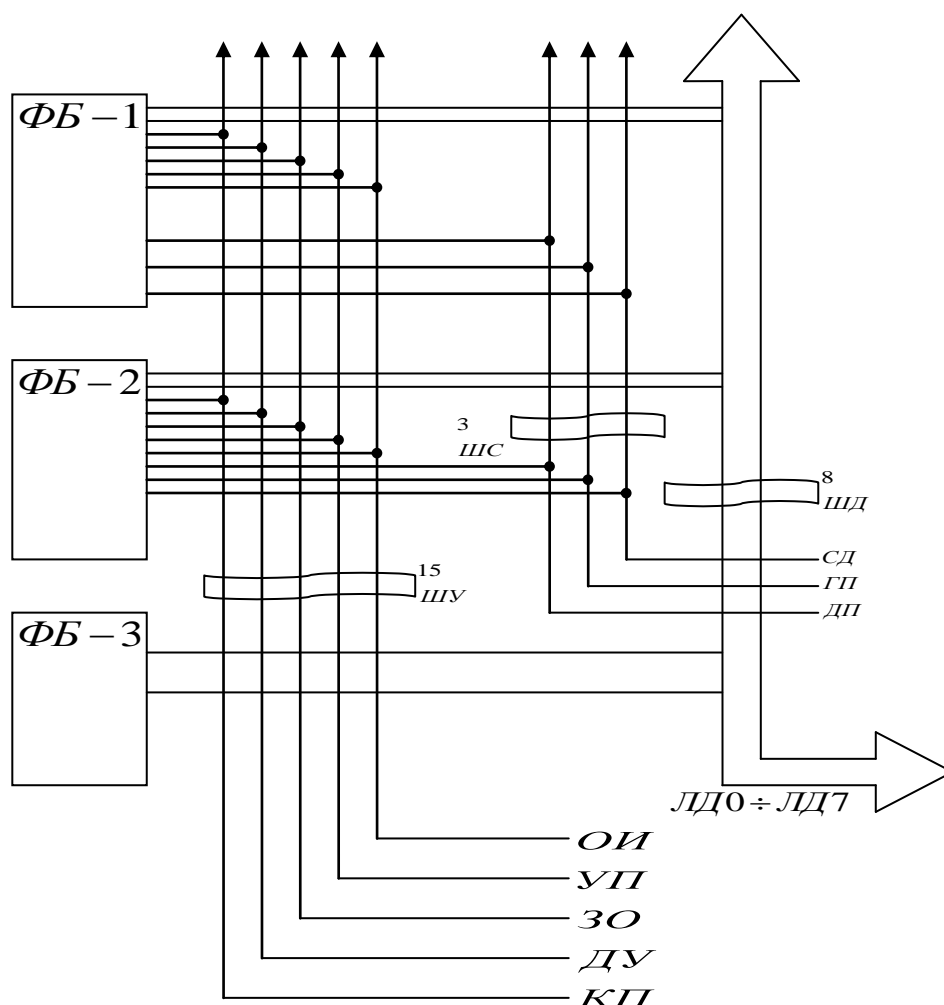 ФБ – 1
ФБ – 2
3
ШС
8
ШД
СД
ГП
ДП
15
ШУ
ФБ – 3
ЛД0 ÷ ЛД7
ОИ
УП
ЗО
ДУ
КП